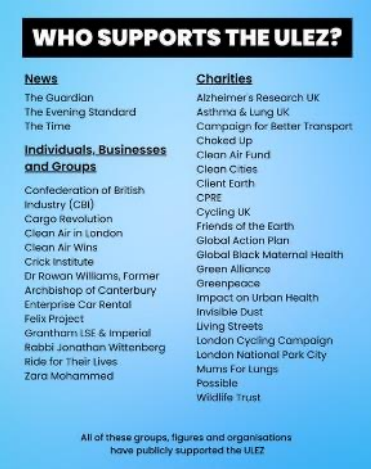 WHO SUPPORTS THE ULEZ?
News
The Guardian
The Evening Standard
The Time
Individuals, Businesses
and Groups
Confederation of British
Industry (CBI)
Cargo Revolution
Clean Air in London
Clean Air Wins
Crick Institute
Dr Rowan Williams, Former
Archbishop of Canterbury
Enterprise Car Rental
Felix Project
Grantham LSE & Imperial
Rabbi Jonathan Wittenberg
Ride for Their Lives
Zara Mohammed
Charities
Alzheimer's Research UK
Asthma & Lung UK
Campaign for Better Transport
Choked Up
Clean Air Fund
Clean Cities
Client Earth
CPRE
Cycling UK
Friends of the Earth
Global Action Plan
Global Black Maternal Health
Green Alliance
Greenpeace
Impact on Urban Health
Invisible Dust
Living Streets
London Cycling Campaign
London National Park City
Mums For Lungs
Possible
Wildlife Trust
All of these groups, figures and organisations
have publicly supported the ULEZ